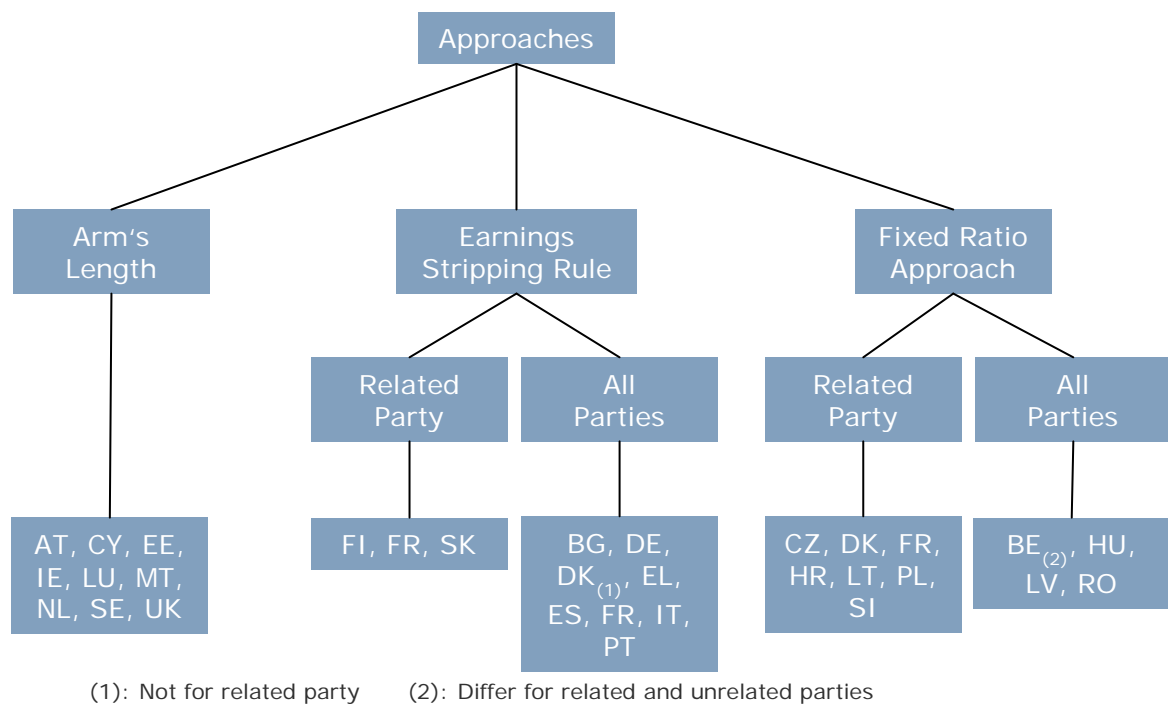 Approaches
Arm‘s
Length
Earnings
Stripping Rule
Fixed Ratio
Approach
Related
Party
All
Parties
Related
Party
All
Parties
AT, CY, EE,
IE, LU, MT,
NL, SE, UK
FI, FR, SK
BG, DE,
DK(1), EL,
ES, FR, IT,
PT
CZ, DK, FR,
HR, LT, PL,
SI
BE(2), HU,
LV, RO
(1): Not for related party (2): Differ for related and unrelated parties